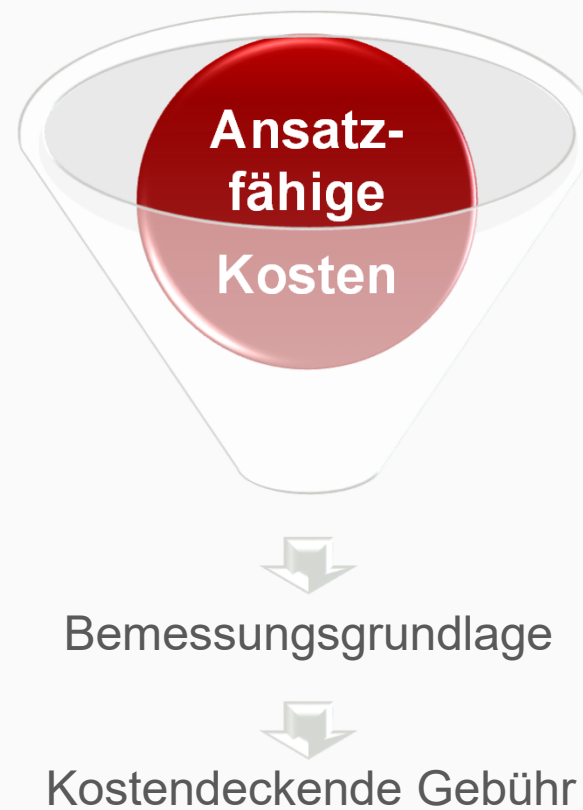 Ansatz-
fähige
Kosten
Bemessungsgrundlage
Kostendeckende Gebühr